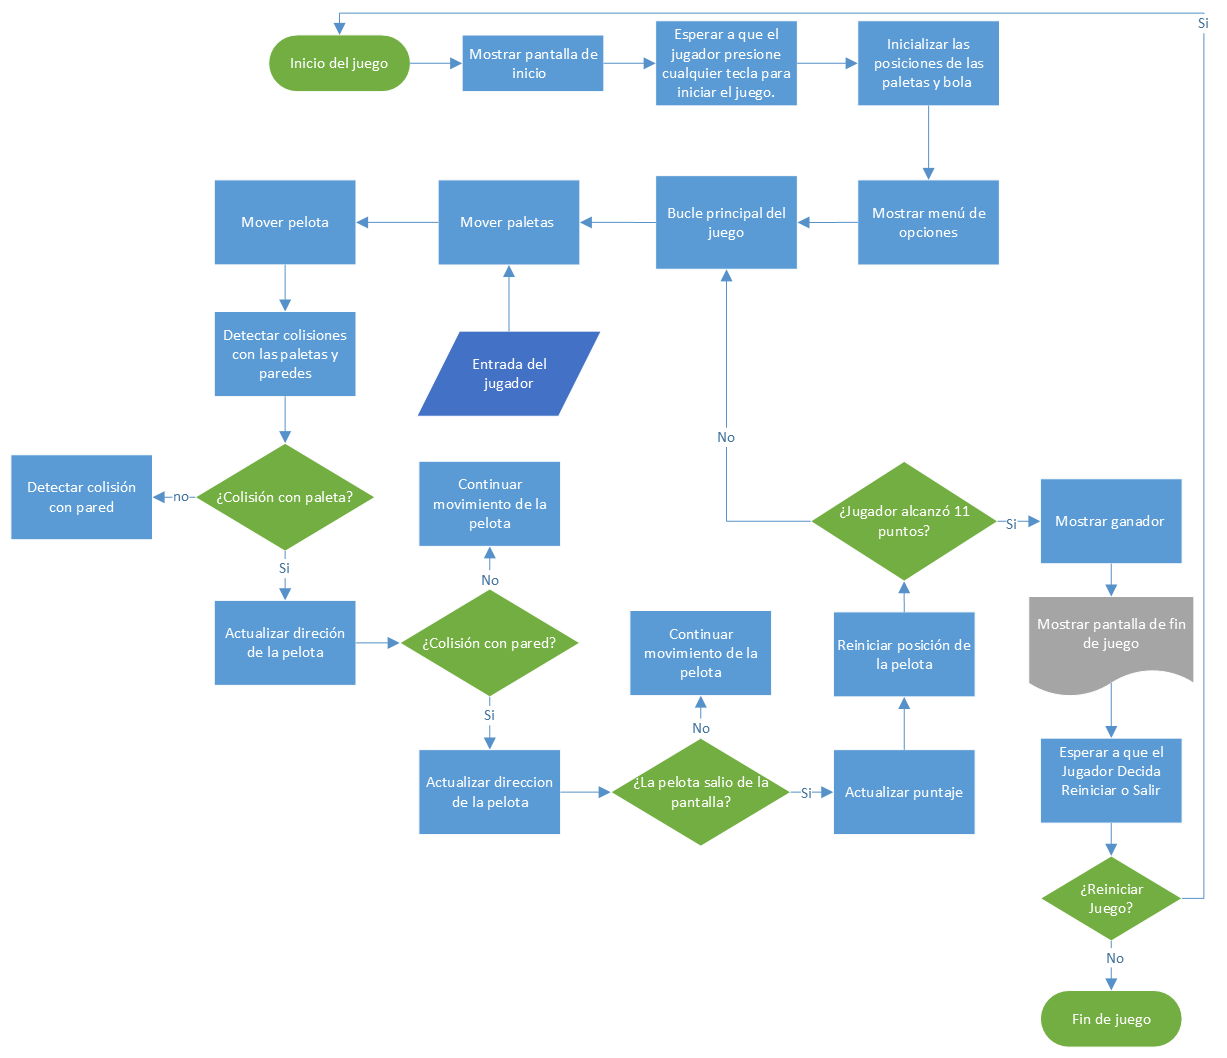 Si
Inicio del juego
Mostrar pantalla de
inicio
Esperar a que el
jugador presione
cualquier tecla para
iniciar el juego.
Inicializar las
posiciones de las
paletas y bola
Mover pelota
Mover paletas
Bucle principal del
juego
Mostrar menú de
opciones
Detectar colisiones
con las paletas y
paredes
Entrada del
jugador
No
Detectar colisión
con pared
no
¿Colisión con paleta?
Si
Continuar
movimiento de la
pelota
No
¿Jugador alcanzó 11
puntos?
Si
Mostrar ganador
Actualizar direción
de la pelota
¿Colisión con pared?
Si
Continuar
movimiento de la
pelota
No
Reiniciar posición de
la pelota
Mostrar pantalla de fin
de juego
Actualizar direccion
de la pelota
¿La pelota salio de la
pantalla?
Si
Actualizar puntaje
Esperar a que el
Jugador Decida
Reiniciar o Salir
¿Reiniciar
Juego?
No
Fin de juego